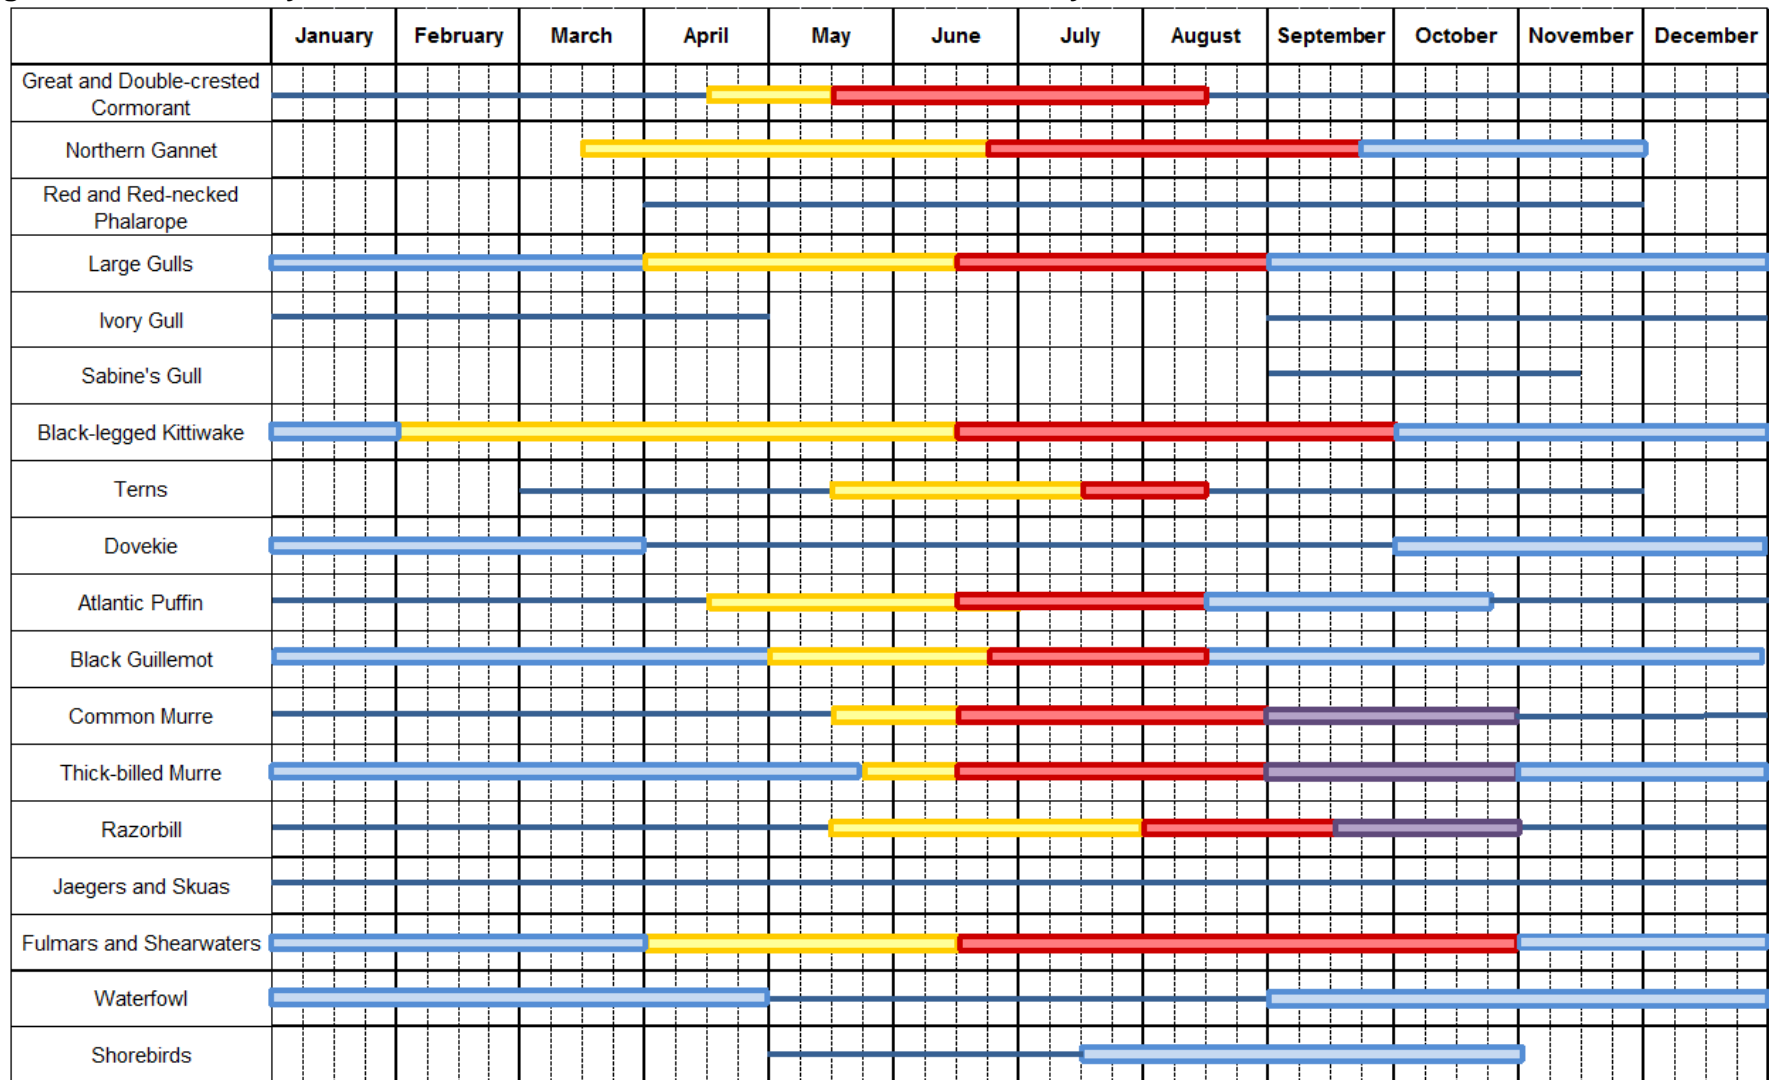 January February March April May June July August September October November December
Great and Double-crested
Cormorant
Northern Gannet
Red and Red-necked
Phalarope
Large Gulls
Ivory Gull
Sabine's Gull
Black-legged Kittiwake
Terns
Dovekie
Atlantic Puffin
Black Guillemot
Common Murre
Thick-billed Murre
Razorbill
Jaegers and Skuas
Fulmars and Shearwaters
Waterfowl
Shorebirds